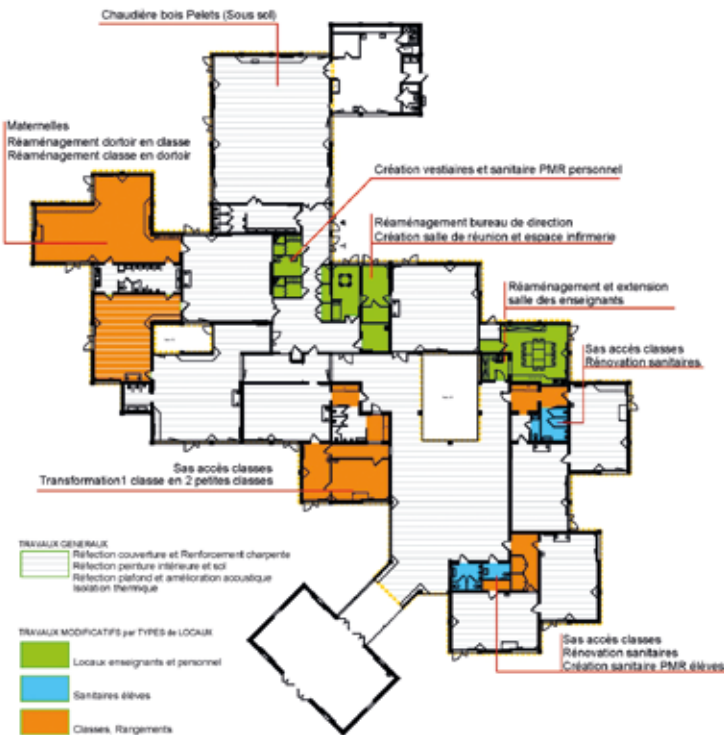 Chaudière bois Pelets (Sous sol)
Maternelles
Réaménagement dortoir en classe
Réaménagement classe en dortoir
Création vestiaires et sanitaire PMR personnel
Réaménagement bureau de direction
Création salle de réunion et espace infirmerie
Réaménagement et extension
salle des enseignants
Sas accès classes
Rénovation sanitaires
Sas accès classes
Transformation1 classe en 2 petites classes
TRAVAUX GENERAUX
Réfection couverture et Renforcement charpente
Réfection peinture intérieure et sol
Réfection plafond et amélioration acoustique
Isolation thermique
TRAVAUX MODIFICATIFS par TYPES de LOCAUX
Locaux enseignants et personnel
Sanitaires élèves
Classes, Rangements
Sas accès classes
Rénovation sanitaires
Création sanitaire PMR élèves